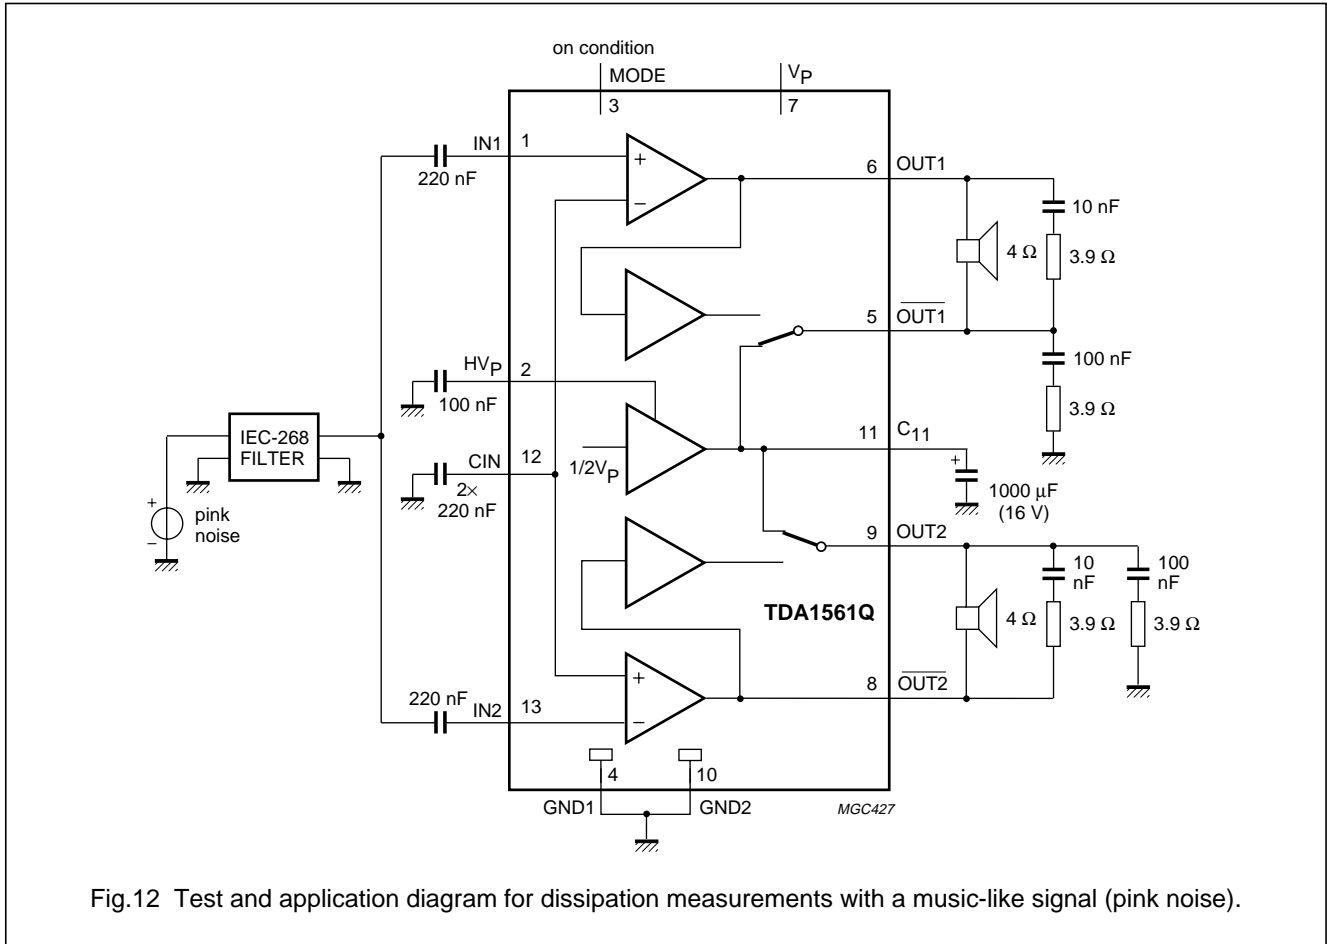 on condition
MODE
VP
3
7
IN1
1
220 nF
+
−
6
OUT1
10 nF
4 Ω
3.9 Ω
5
OUT1
100 nF
3.9 Ω
HVP
2
100 nF
11
C11
1/2VP
+
1000 µF
(16 V)
IEC-268
FILTER
CIN
12
2×
220 nF
+
−
pink
noise
9
OUT2
10
nF
100
nF
4 Ω
3.9 Ω
3.9 Ω
TDA1561Q
8
OUT2
+
−
220 nF
IN2
13
4
10
GND1
GND2
MGC427
Fig.12 Test and application diagram for dissipation measurements with a music-like signal (pink noise).